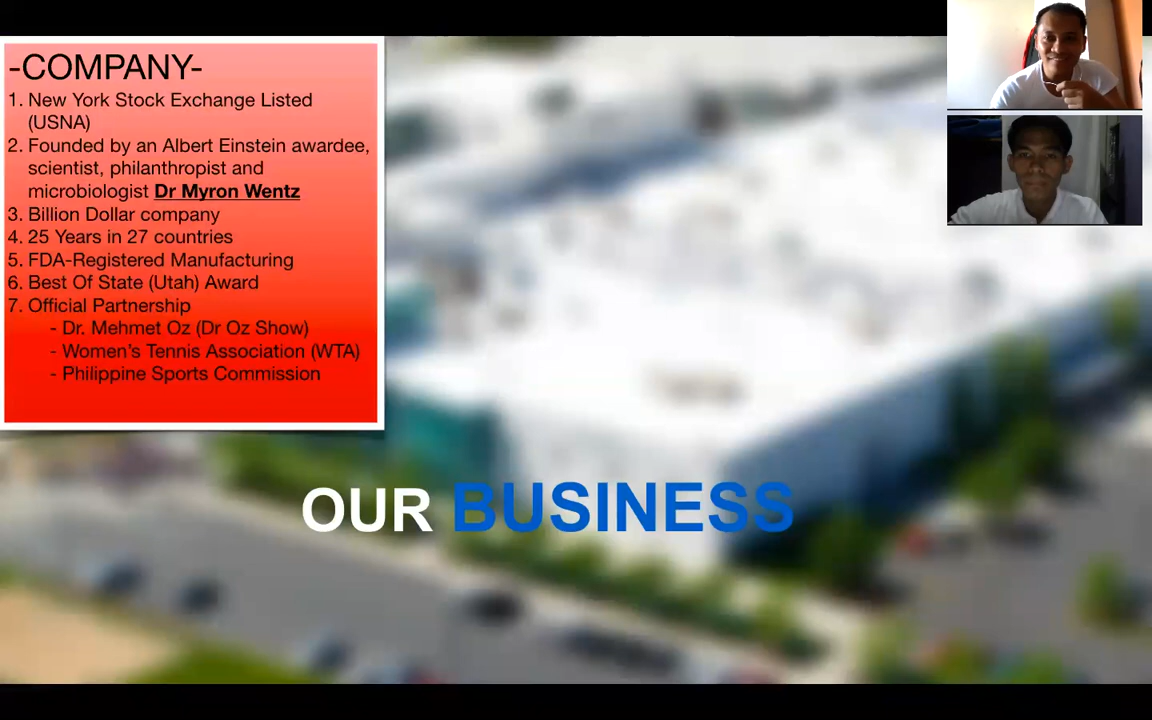 -COMPANY-
1. New York Stock Exchange Listed
(USNA)
2. Founded by an Albert Einstein awardee,
scientist, philanthropist and
microbiologist Dr Myron Wentz
3. Billion Dollar company
4. 25 Years in 27 countries
5. FDA-Registered Manufacturing
6. Best Of State (Utah) Award
7. Official Partnership
- Dr. Mehmet Oz (Dr Oz Show)
- Women's Tennis Association (WTA)
- Philippine Sports Commission
OUR BUSINESS